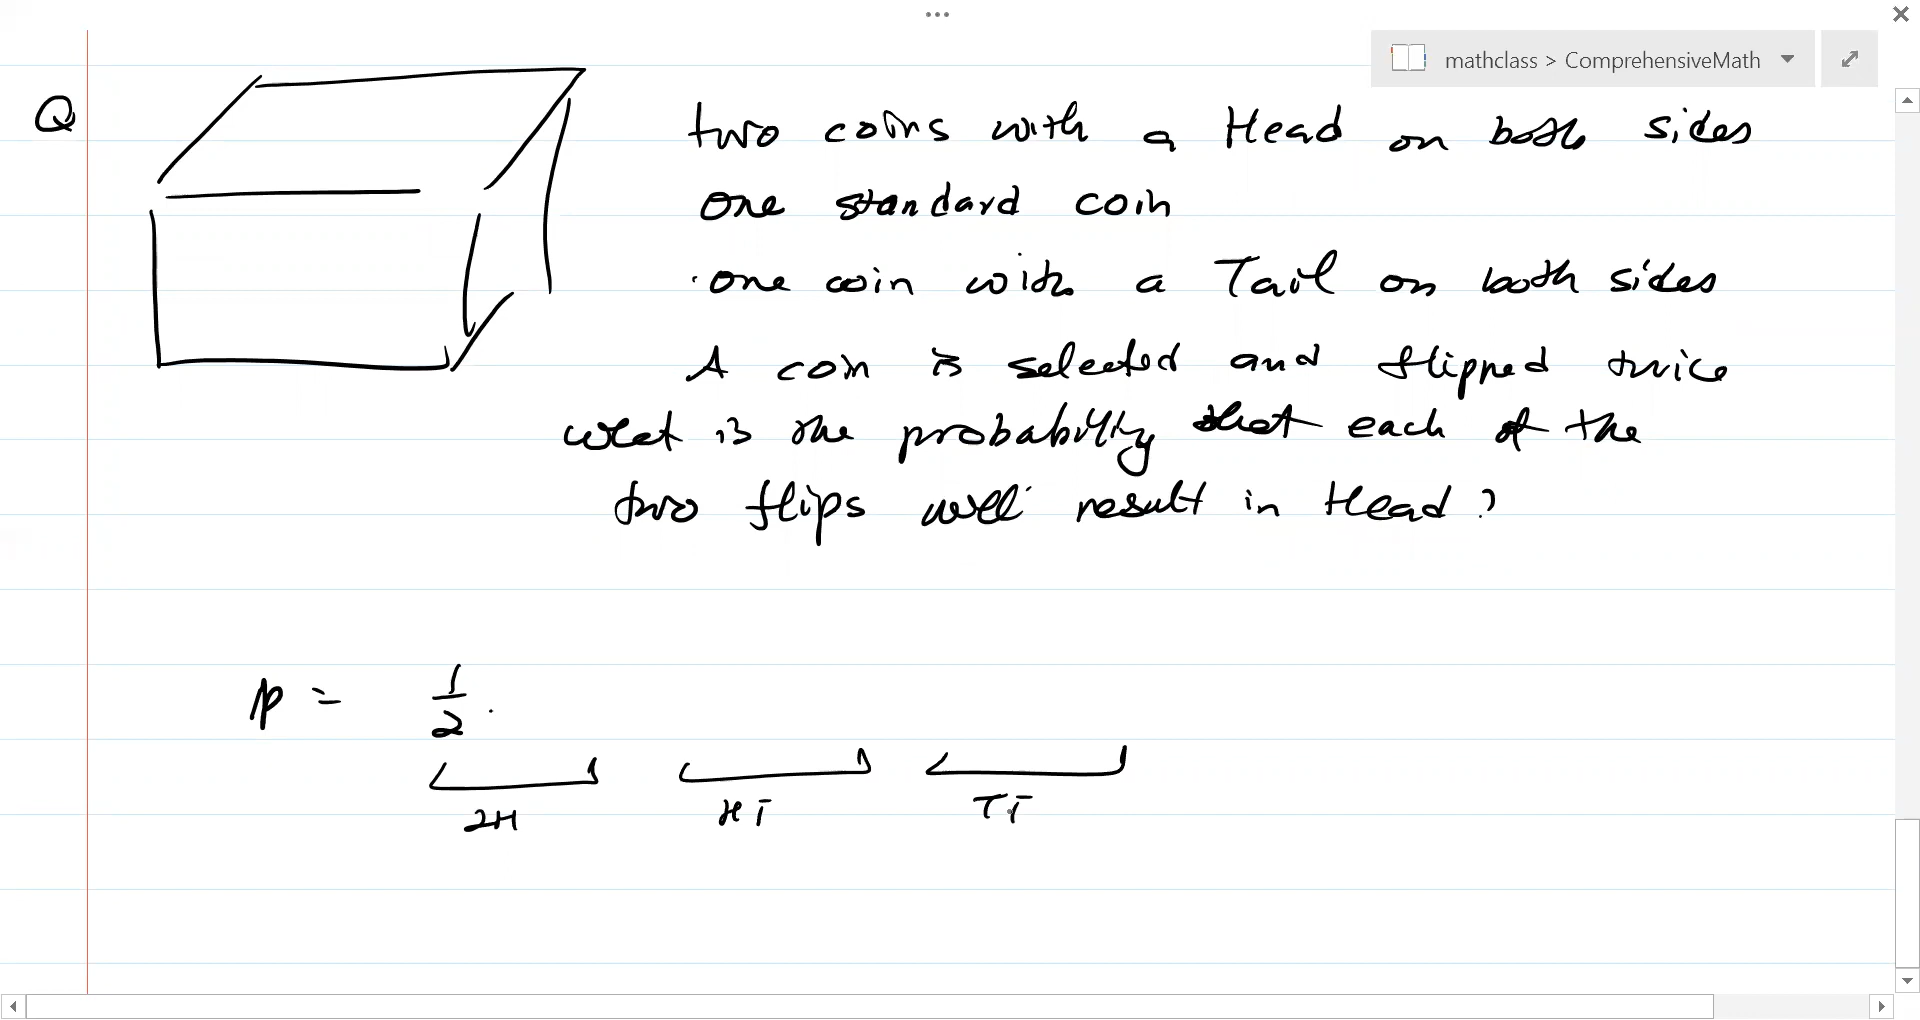 mathclass > ComprehensiveMath
Q
two coins with a Head on both sides
one standard coin
· one coin with a Tail on both sides
A coin is selected and flipped twice
what is the probability that each of the
two flips will result in Head?
p = 1/2 .
2H HT TT